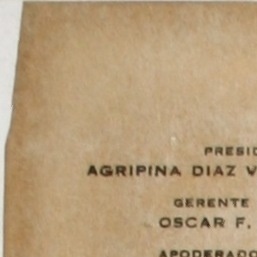 AGRIPINA DIAZ
GERENTE
OSCAR F.